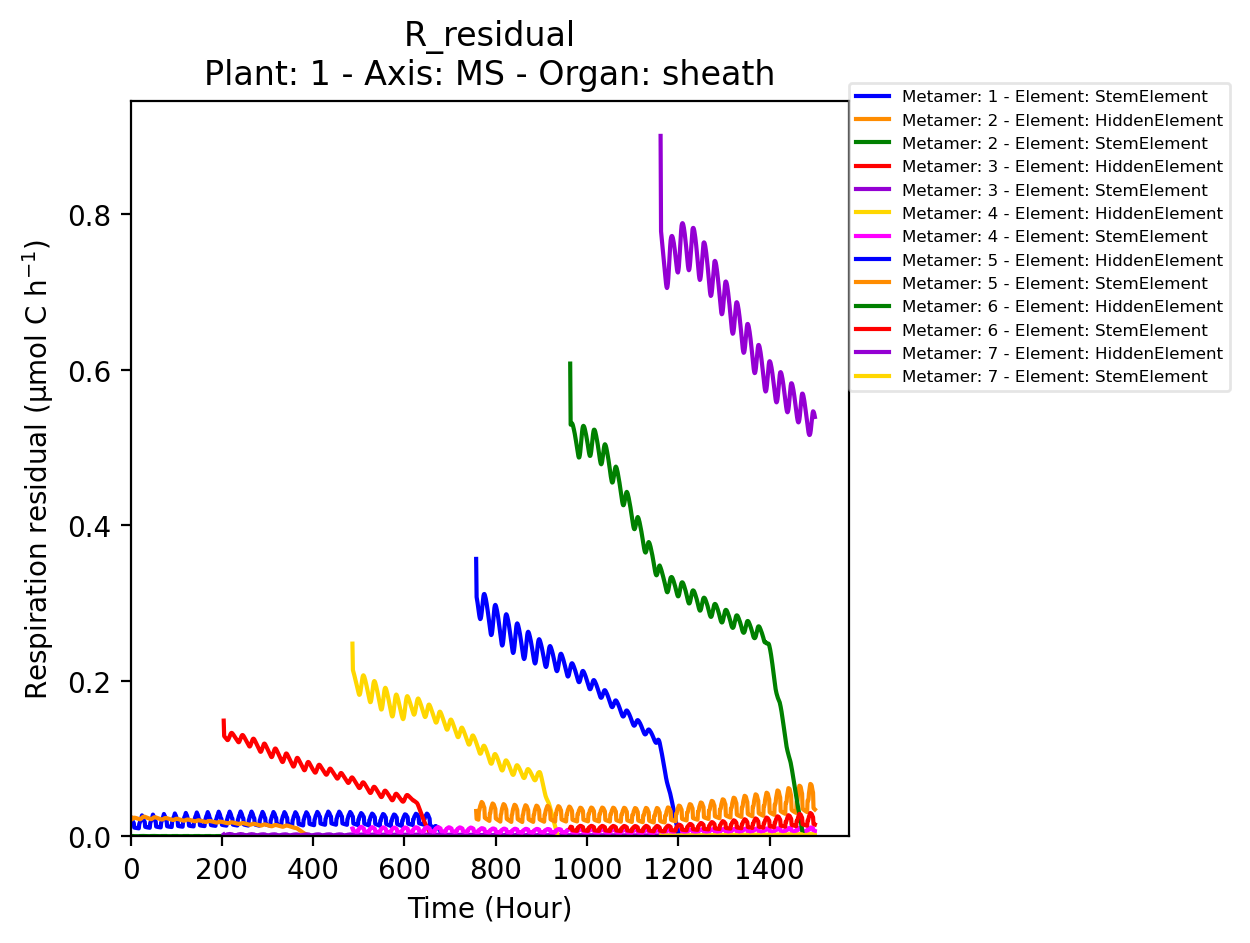 R_residual
Plant: 1 - Axis: MS - Organ: sheath
Metamer: 1 - Element: StemElement
Metamer: 2 - Element: HiddenElement
Metamer: 2 - Element: StemElement
Metamer: 3 - Element: HiddenElement
Metamer: 3 - Element: StemElement
Metamer: 4 - Element: HiddenElement
Metamer: 4 - Element: StemElement
Metamer: 5 - Element: HiddenElement
Metamer: 5 - Element: StemElement
Metamer: 6 - Element: HiddenElement
Metamer: 6 - Element: StemElement
Metamer: 7 - Element: HiddenElement
Metamer: 7 - Element: StemElement
Respiration residual (µmol C h⁻¹)
0.8
0.6
0.4
0.2
0.0
0 200 400 600 800 1000 1200 1400
Time (Hour)